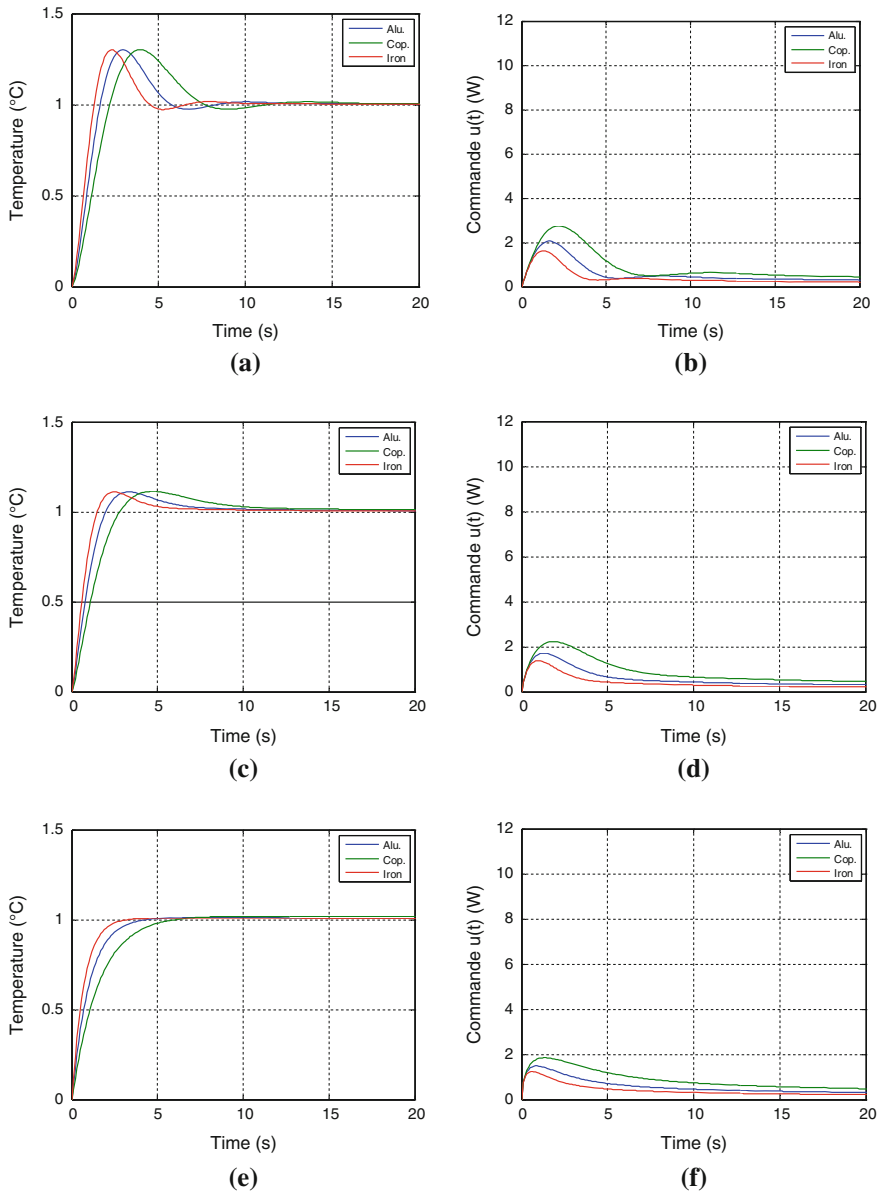 1.5
1
0.5
0
Temperature (°C)
Alu.
Cop.
Iron
0 5 10 15 20
Time (s)
(a)
12
10
8
6
4
2
0
Commande u(t) (W)
Alu.
Cop.
Iron
0 5 10 15 20
Time (s)
(b)
1.5
1
0.5
0
Temperature (°C)
Alu.
Cop.
Iron
0 5 10 15 20
Time (s)
(c)
12
10
8
6
4
2
0
Commande u(t) (W)
Alu.
Cop.
Iron
0 5 10 15 20
Time (s)
(d)
1.5
1
0.5
0
Temperature (°C)
Alu.
Cop.
Iron
0 5 10 15 20
Time (s)
(e)
12
10
8
6
4
2
0
Commande u(t) (W)
Alu.
Cop.
Iron
0 5 10 15 20
Time (s)
(f)